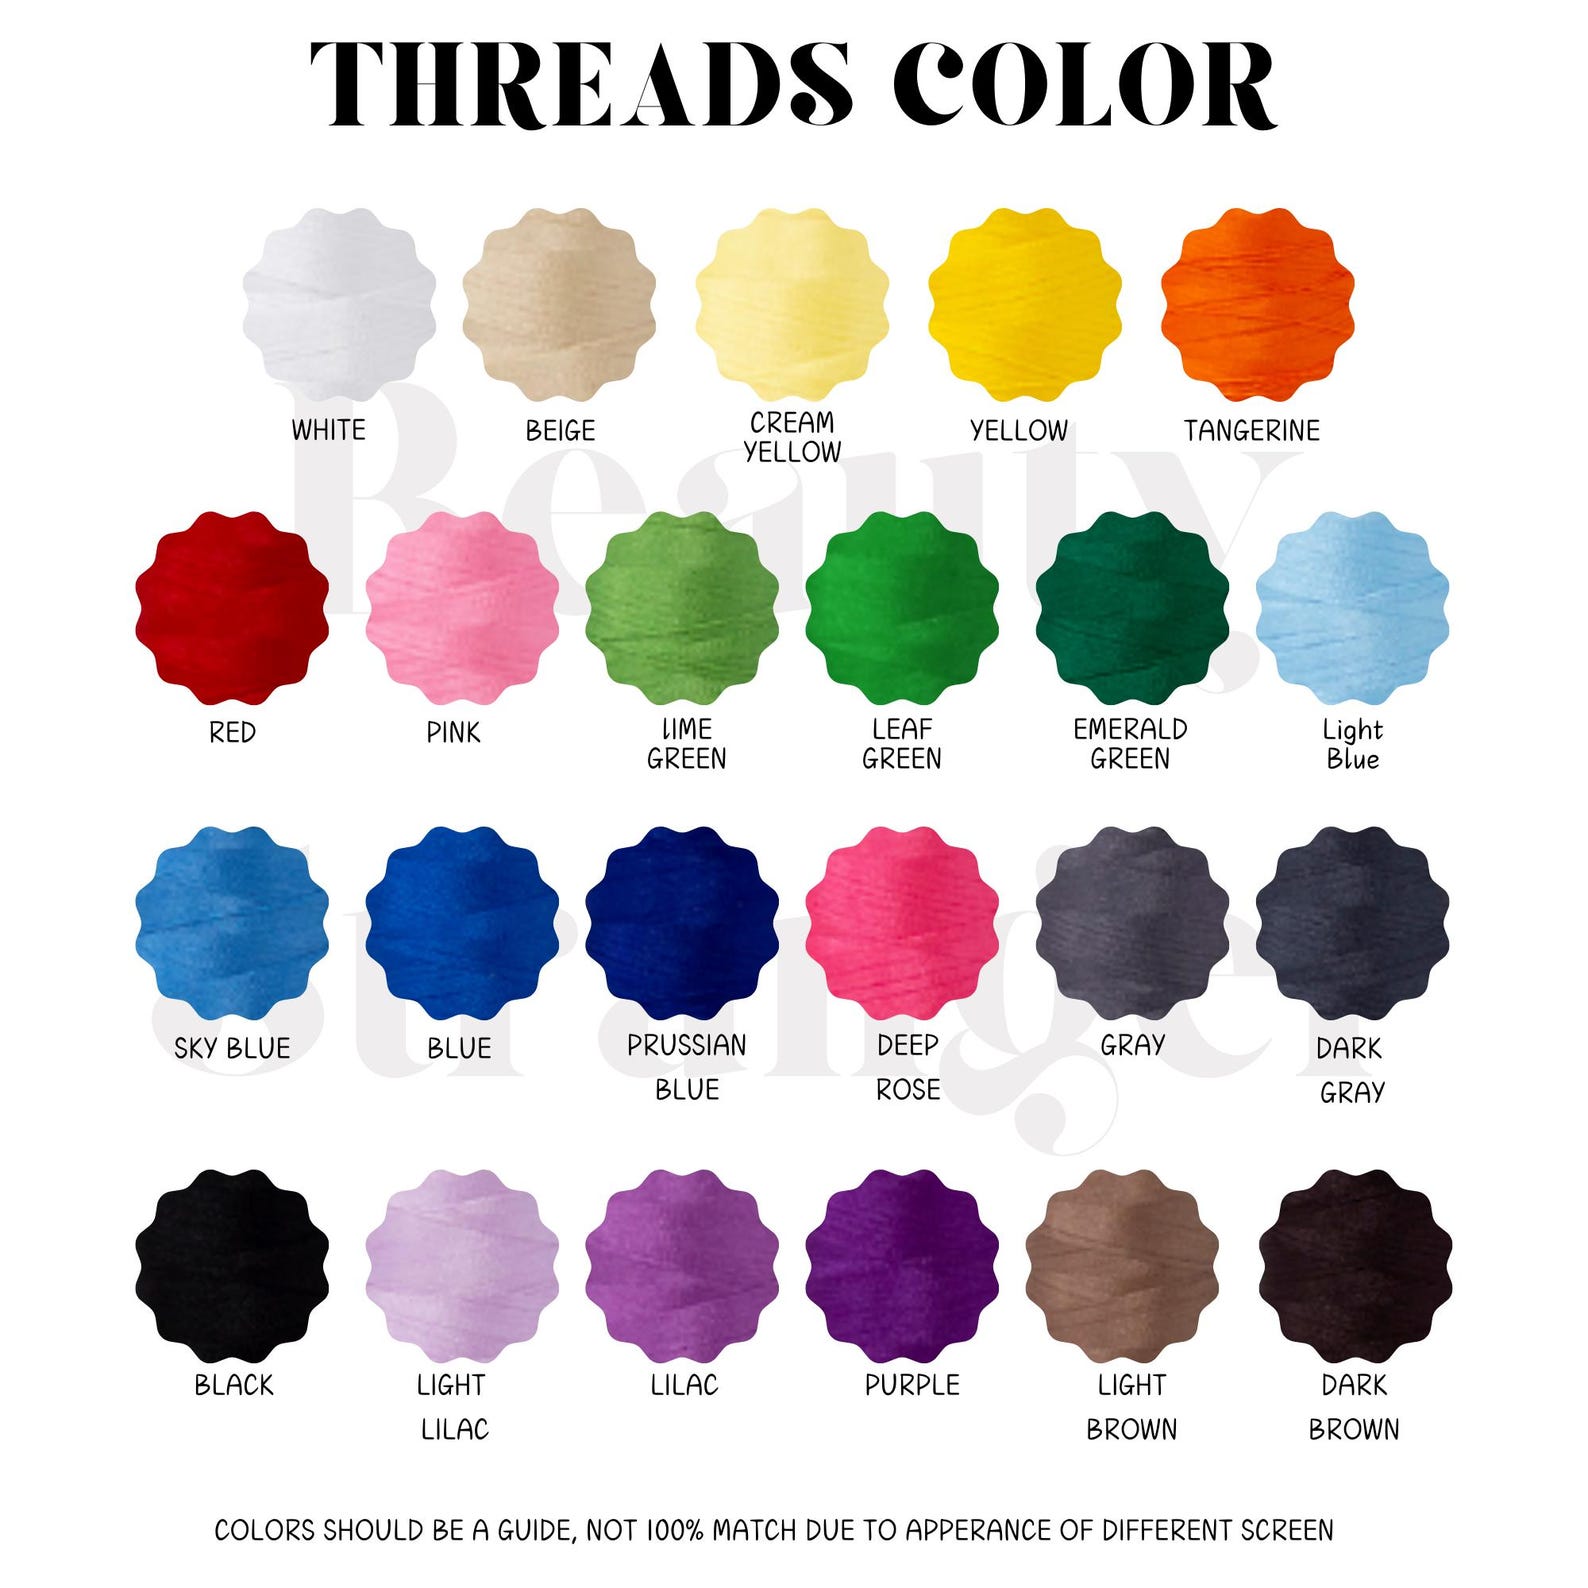 THREADS COLOR
WHITE
BEIGE
CREAM
YELLOW
YELLOW
TANGERINE
RED
PINK
lIME
GREEN
LEAF
GREEN
EMERALD
GREEN
Light
Blue
SKY BLUE
BLUE
PRUSSIAN
BLUE
DEEP
ROSE
GRAY
DARK
GRAY
BLACK
LIGHT
LILAC
LILAC
PURPLE
LIGHT
BROWN
DARK
BROWN
COLORS SHOULD BE A GUIDE, NOT 100% MATCH DUE TO APPERANCE OF DIFFERENT SCREEN
Beauty
stranger